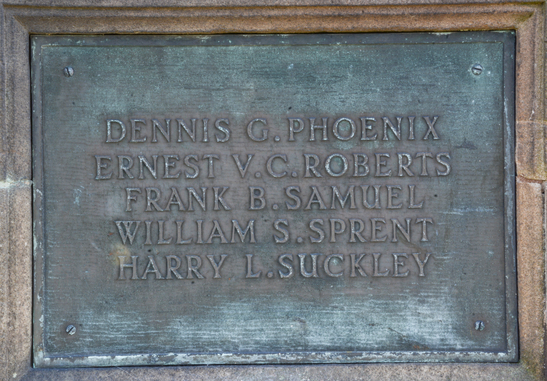 DENNIS G. PHOENIX
ERNEST V.C. ROBERTS
FRANK B. SAMUEL
WILLIAM S. SPRENT
HARRY L. SUCKLEY